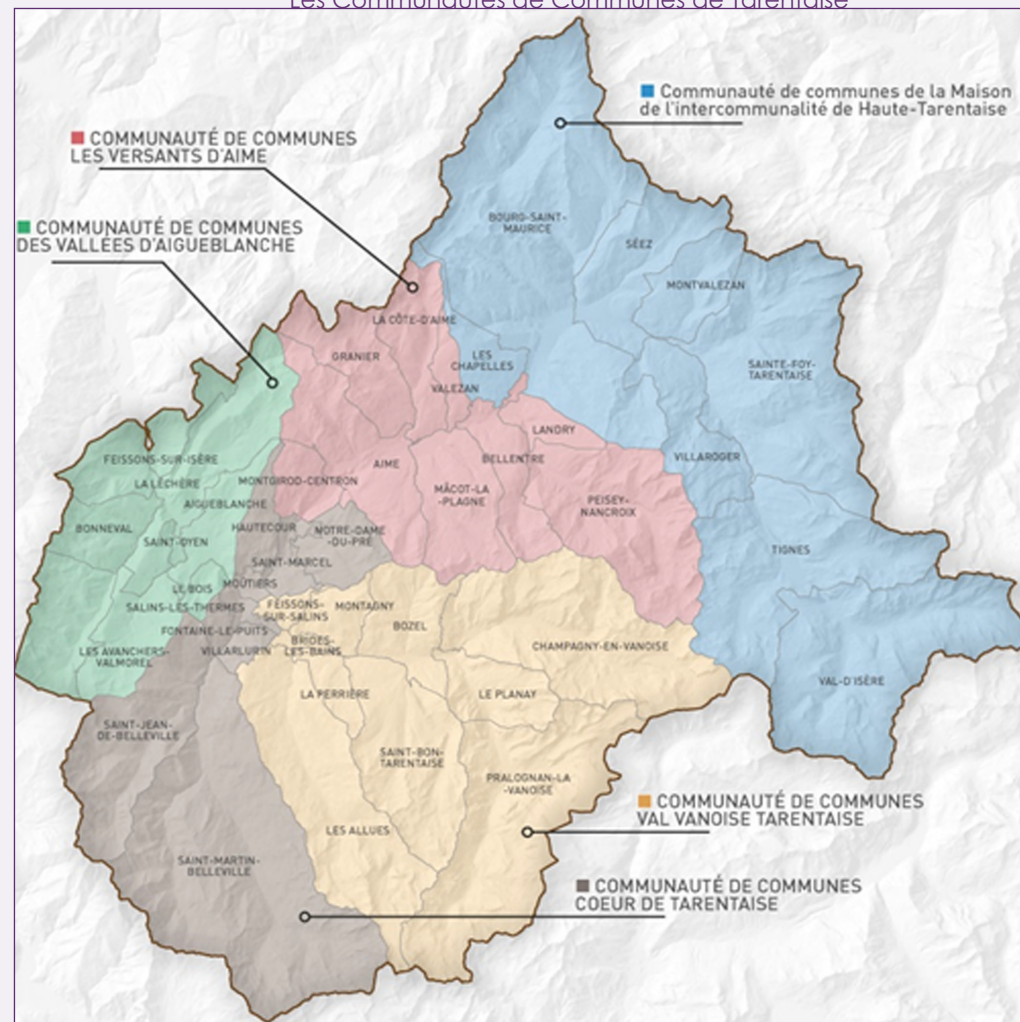 Les Communautés de Communes de Tarentaise
Communauté de communes de la Maison
de l'intercommunalité de Haute-Tarentaise
COMMUNAUTÉ DE COMMUNES
LES VERSANTS D'AIME
COMMUNAUTÉ DE COMMUNES
DES VALLÉES D'AIGUEBLANCHE
BOURG-SAINT-
MAURICE
SÉEZ
MONTVALEZAN
LA CÔTE-D'AIME
GRANIER
LES
CHAPELLES
SAINTE-FOY-
TARENTAISE
VALEZAN
LANDRY
FEISSONS-SUR-ISÈRE
AIME
BELLENTRE
VILLAROGER
LA LÉCHÈRE
MONTGIROD-CENTRON
MÂCOT-LA
-PLAGNE
PEISEY-
NANCROIX
AIGUEBLANCHE
BONNEVAL
HAUTECOUR
NOTRE-DAME
-DU-PRÉ
SAINT-OYEN
TIGNES
SAINT-MARCEL
LE BOIS
MOÛTIERS
SALINS-LES-THERMES
FEISSONS-
SUR-SALINS
MONTAGNY
BOZEL
FONTAINE-LE-PUITS
BRIDES-
LES-BAINS
CHAMPAGNY-EN-VANOISE
LES AVANCHERS-
VALMOREL
VILLARLURIN
VAL-D'ISÈRE
LA PERRIÈRE
LE PLANAY
SAINT-JEAN-
DE-BELLEVILLE
SAINT-BON-
TARENTAISE
PRALOGNAN-LA
-VANOISE
COMMUNAUTÉ DE COMMUNES
VAL VANOISE TARENTAISE
LES ALLUES
SAINT-MARTIN-
BELLEVILLE
COMMUNAUTÉ DE COMMUNES
COEUR DE TARENTAISE